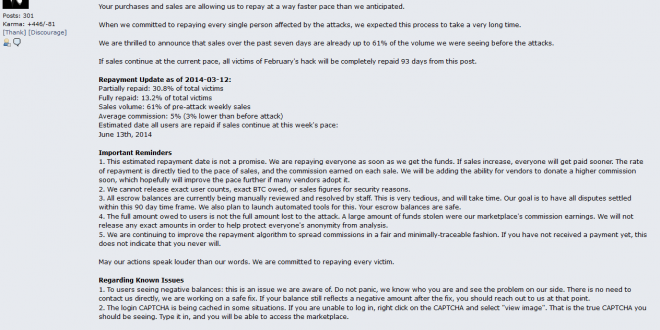 Your purchases and sales are allowing us to repay at a way faster pace than we anticipated.
Posts: 301
Karma: +446/-81
[Thank] [Discourage]
When we committed to repaying every single person affected by the attacks, we expected this process to take a very long time.
We are thrilled to announce that sales over the past seven days are already up to 61% of the volume we were seeing before the attacks.
If sales continue at the current pace, all victims of February's hack will be completely repaid 93 days from this post.
Repayment Update as of 2014-03-12:
Partially repaid: 30.8% of total victims
Fully repaid: 13.2% of total victims
Sales volume: 61% of pre-attack weekly sales
Average commission: 5% (3% lower than before attack)
Estimated date all users are repaid if sales continue at this week's pace:
June 13th, 2014
Important Reminders
1. This estimated repayment date is not a promise. We are repaying everyone as soon as we get the funds. If sales increase, everyone will get paid sooner. The rate
of repayment is directly tied to the pace of sales, and the commission earned on each sale. We will be adding the ability for vendors to donate a higher commission
soon, which hopefully will improve the pace further if many vendors adopt it.
2. We cannot release exact user counts, exact BTC owed, or sales figures for security reasons.
3. All escrow balances are currently being manually reviewed and resolved by staff. This is very tedious, and will take time. Our goal is to have all disputes settled
within this 90 day time frame. We also plan to launch automated tools for this. Your escrow balances are safe.
4. The full amount owed to users is not the full amount lost to the attack. A large amount of funds stolen were our marketplace's commission earnings. We will not
release any exact amounts in order to help protect everyone's anonymity from analysis.
5. We are continuing to improve the repayment algorithm to spread commissions in a fair and minimally-traceable fashion. If you have not received a payment yet, this
does not indicate that you never will.
May our actions speak louder than our words. We are committed to repaying every victim.
Regarding Known Issues
1. To users seeing negative balances: this is an issue we are aware of. Do not panic, we know who you are and see the problem on our side. There is no need to
contact us directly, we are working on a safe fix. If your balance still reflects a negative amount after the fix, you should reach out to us at that point.
2. The login CAPTCHA is being cached in some situations. If you are unable to log in, right click on the CAPTCHA and select "view image". That is the true CAPTCHA you
should be seeing. Type it in, and you will be able to access the marketplace.